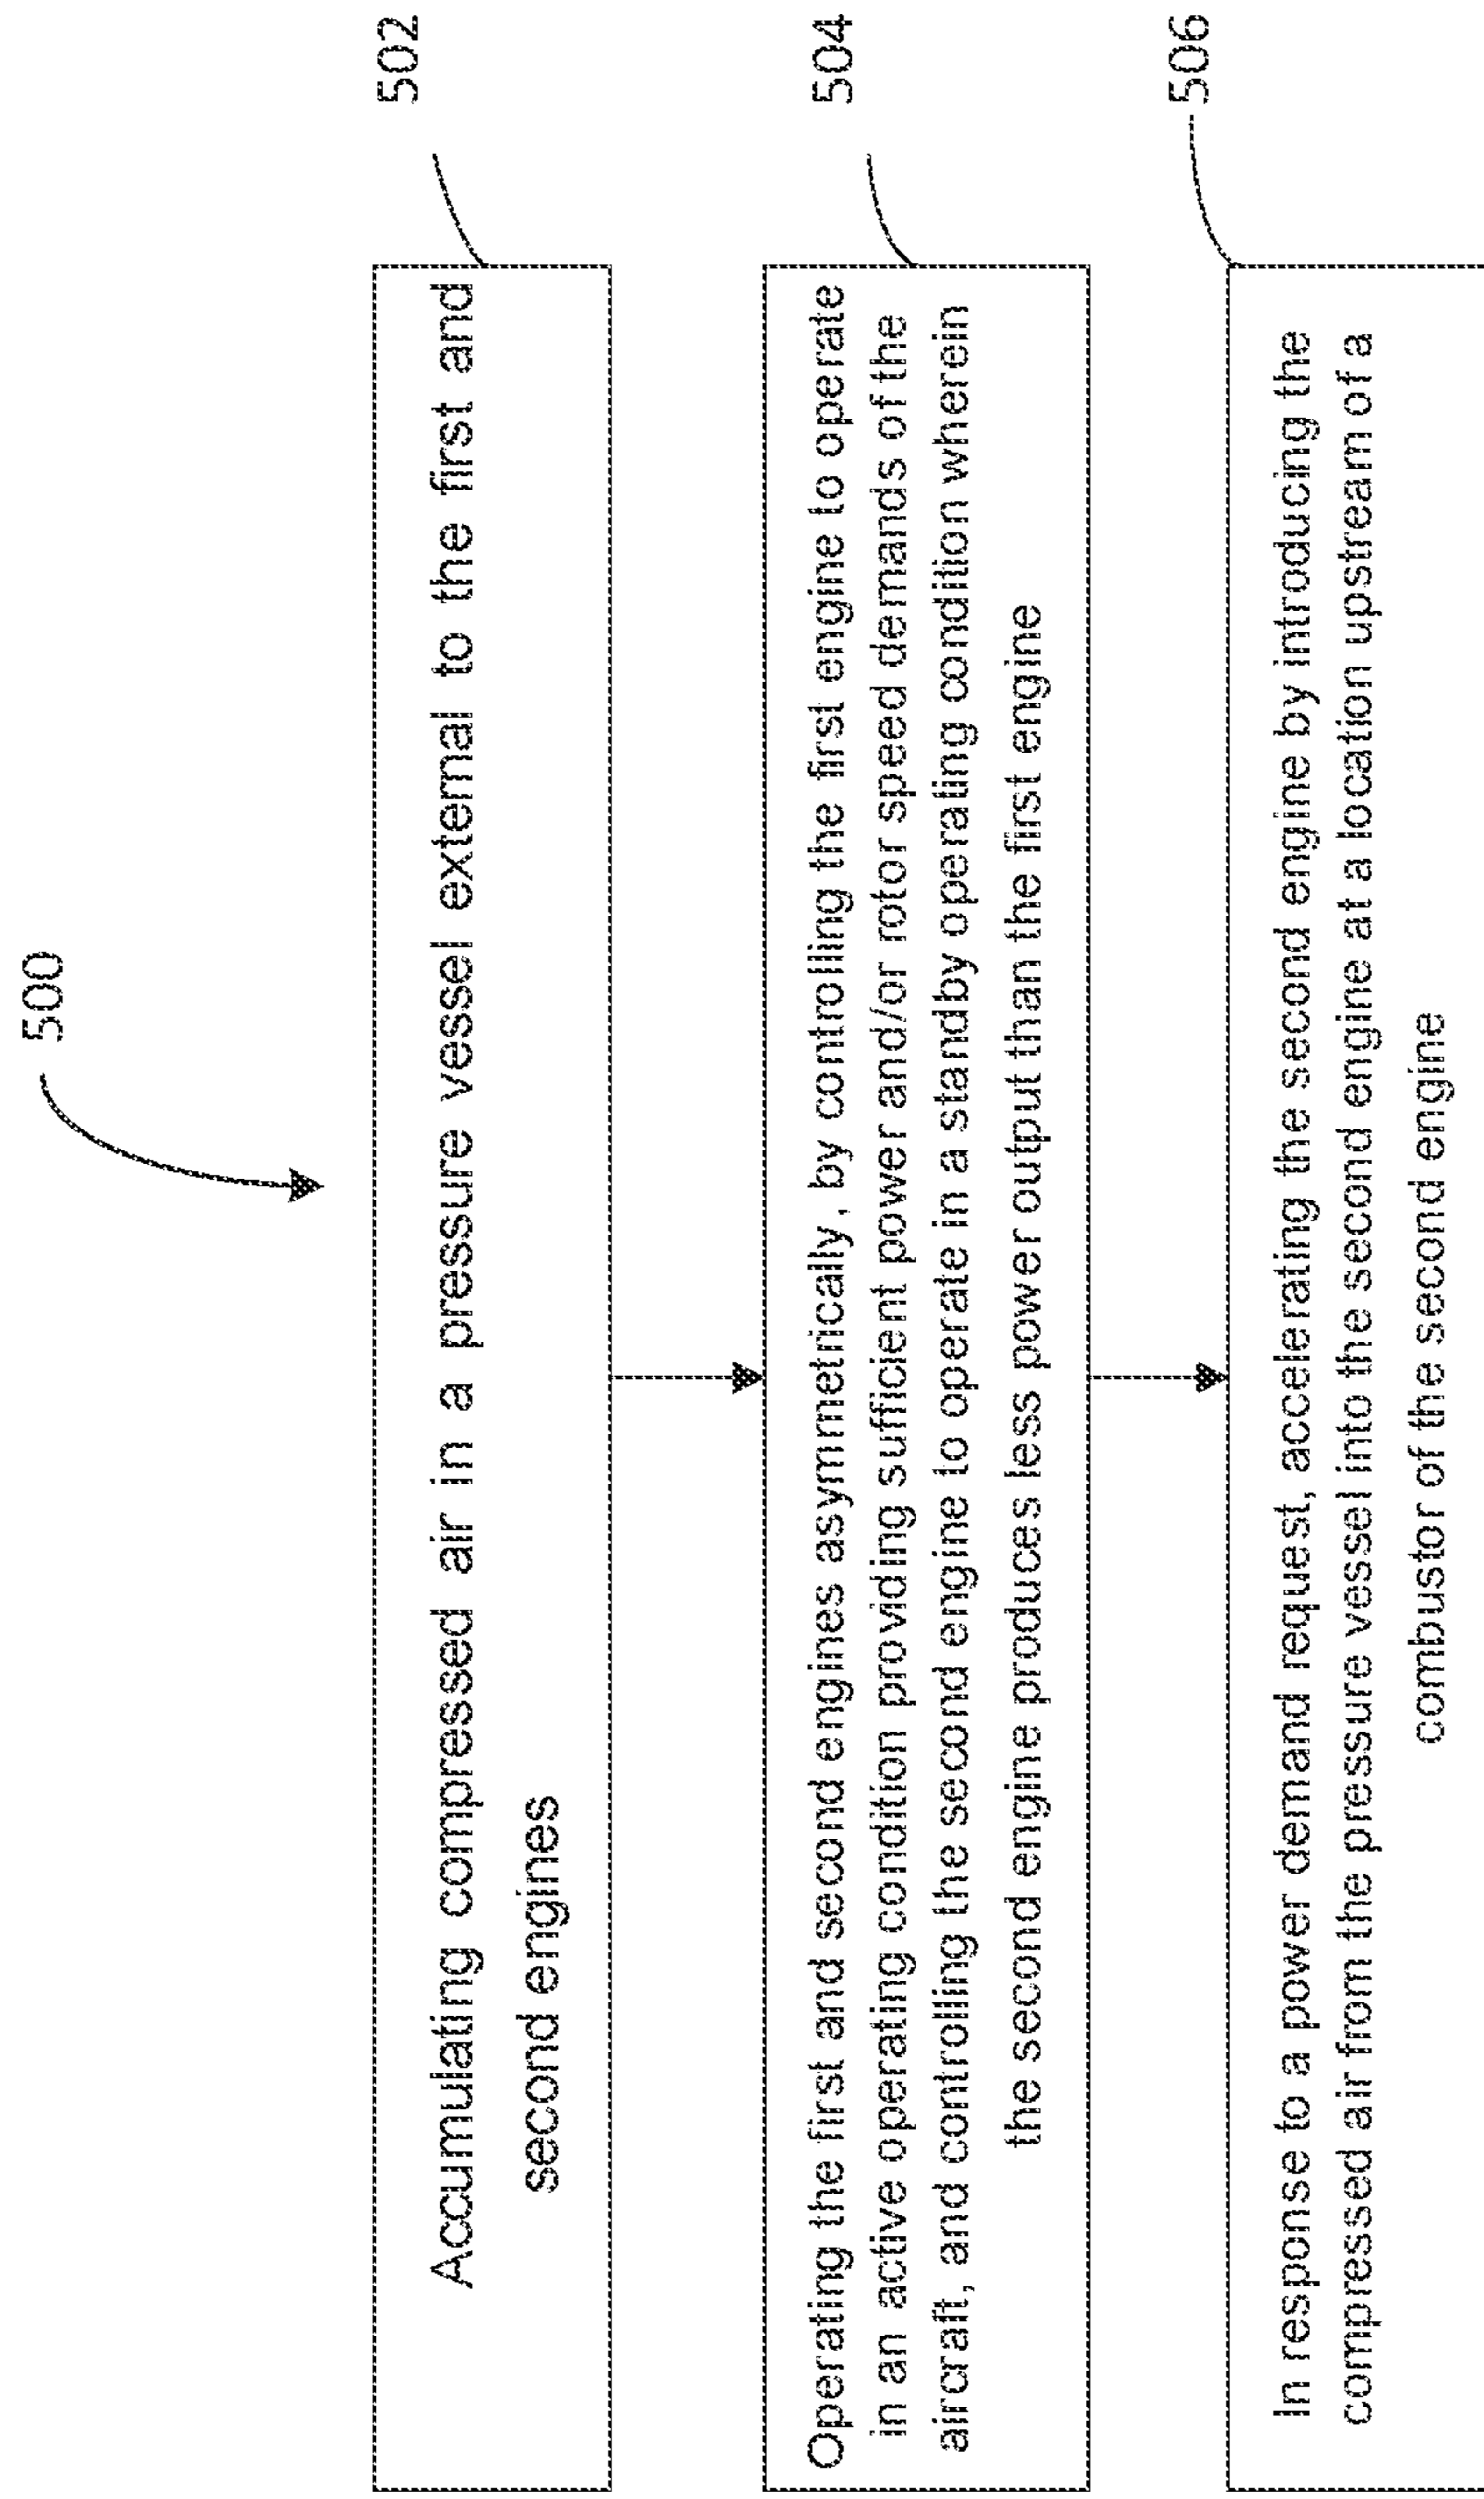 500
502
Accumulating compressed air in a pressure vessel external to the first and
second engines
504
Operating the first and second engines asymmetrically, by controlling the first engine to operate
in an active operating condition providing sufficient power and/or rotor speed demands of the
aircraft, and controlling the second engine to operate in a standby operating condition wherein
the second engine produces less power output than the first engine
506
In response to a power demand request, accelerating the second engine by introducing the
compressed air from the pressure vessel into the second engine at a location upstream of a
combustor of the second engine